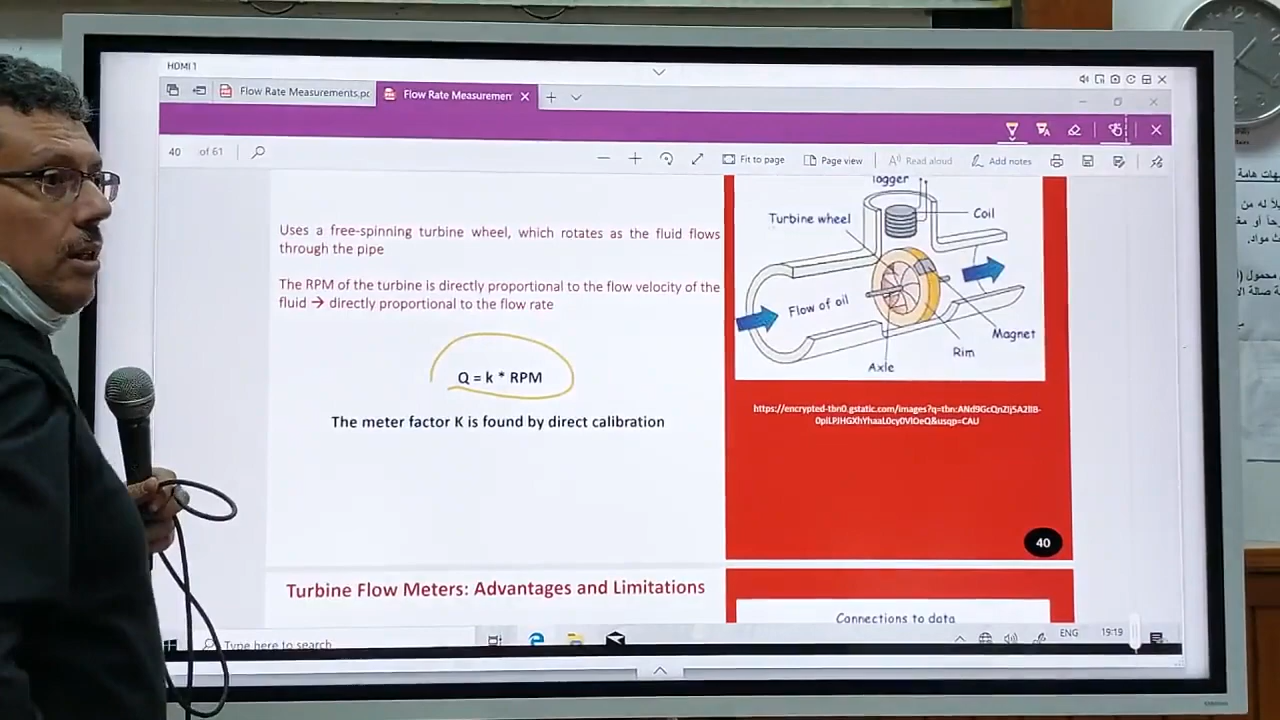 HDMI 1
Flow Rate Measurements.pc
Flow Rate Measuremen
40 of 61
Fit to page
Page view
Read aloud
Add notes
Uses a free-spinning turbine wheel, which rotates as the fluid flows
through the pipe
The RPM of the turbine is directly proportional to the flow velocity of the
fluid → directly proportional to the flow rate
Q = k * RPM
The meter factor K is found by direct calibration
logger
Turbine wheel
Coil
Flow of oil
Magnet
Rim
Axle
40
Turbine Flow Meters: Advantages and Limitations
Connections to data
Type here to search
ENG
19:19
SAMSUNG